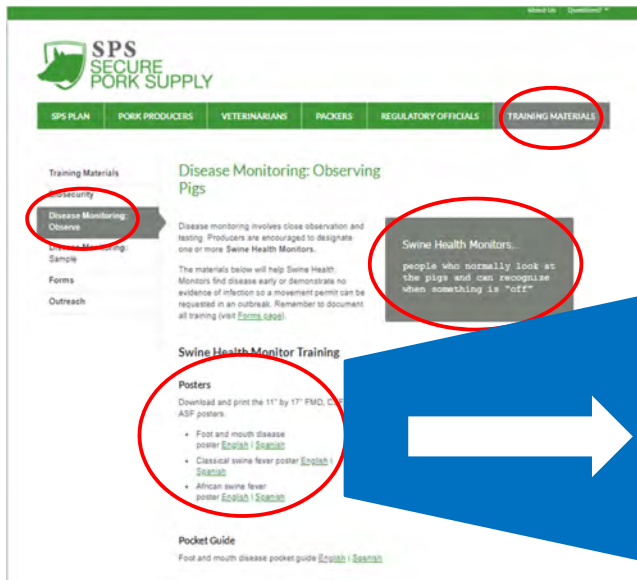 About Us Questions?
SPS
SECURE
PORK SUPPLY
SPS PLAN PORK PRODUCERS VETERINARIANS PACKERS REGULATORY OFFICIALS TRAINING MATERIALS
Training Materials
Biosecurity
Disease Monitoring:
Observe
Disease Monitoring:
Sample
Forms
Outreach
Disease Monitoring: Observing
Pigs
Disease monitoring involves close observation and
testing. Producers are encouraged to designate
one or more Swine Health Monitors.
The materials below will help Swine Health
Monitors find disease early or demonstrate no
evidence of infection so a movement permit can be
requested in an outbreak. Remember to document
all training (visit Forms page).
Swine Health Monitors...
people who normally look at
the pigs and can recognize
when something is "off"
Swine Health Monitor Training
Posters
Download and print the 11" by 17" FMD,
ASF posters.
• Foot and mouth disease
poster English | Spanish
• Classical swine fever poster English |
Spanish
• African swine fever
poster English | Spanish
Pocket Guide
Foot and mouth disease pocket guide English | Spanish